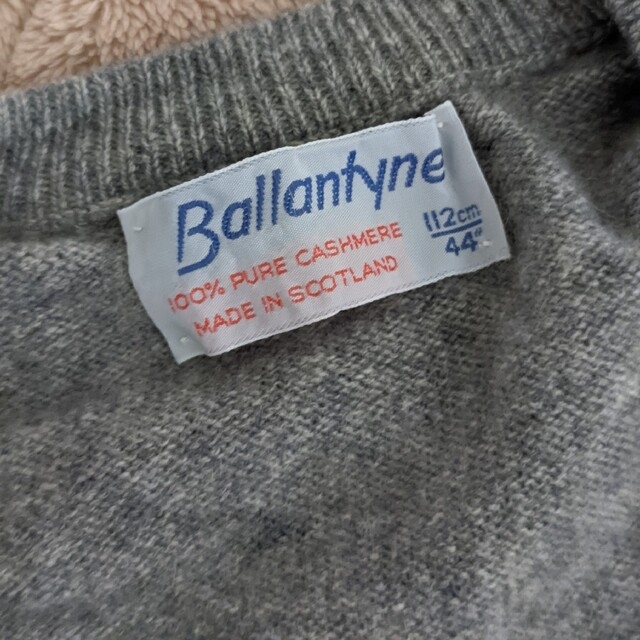 Ballantyne
100% PURE CASHMERE
MADE IN SCOTLAND
112cm
44"